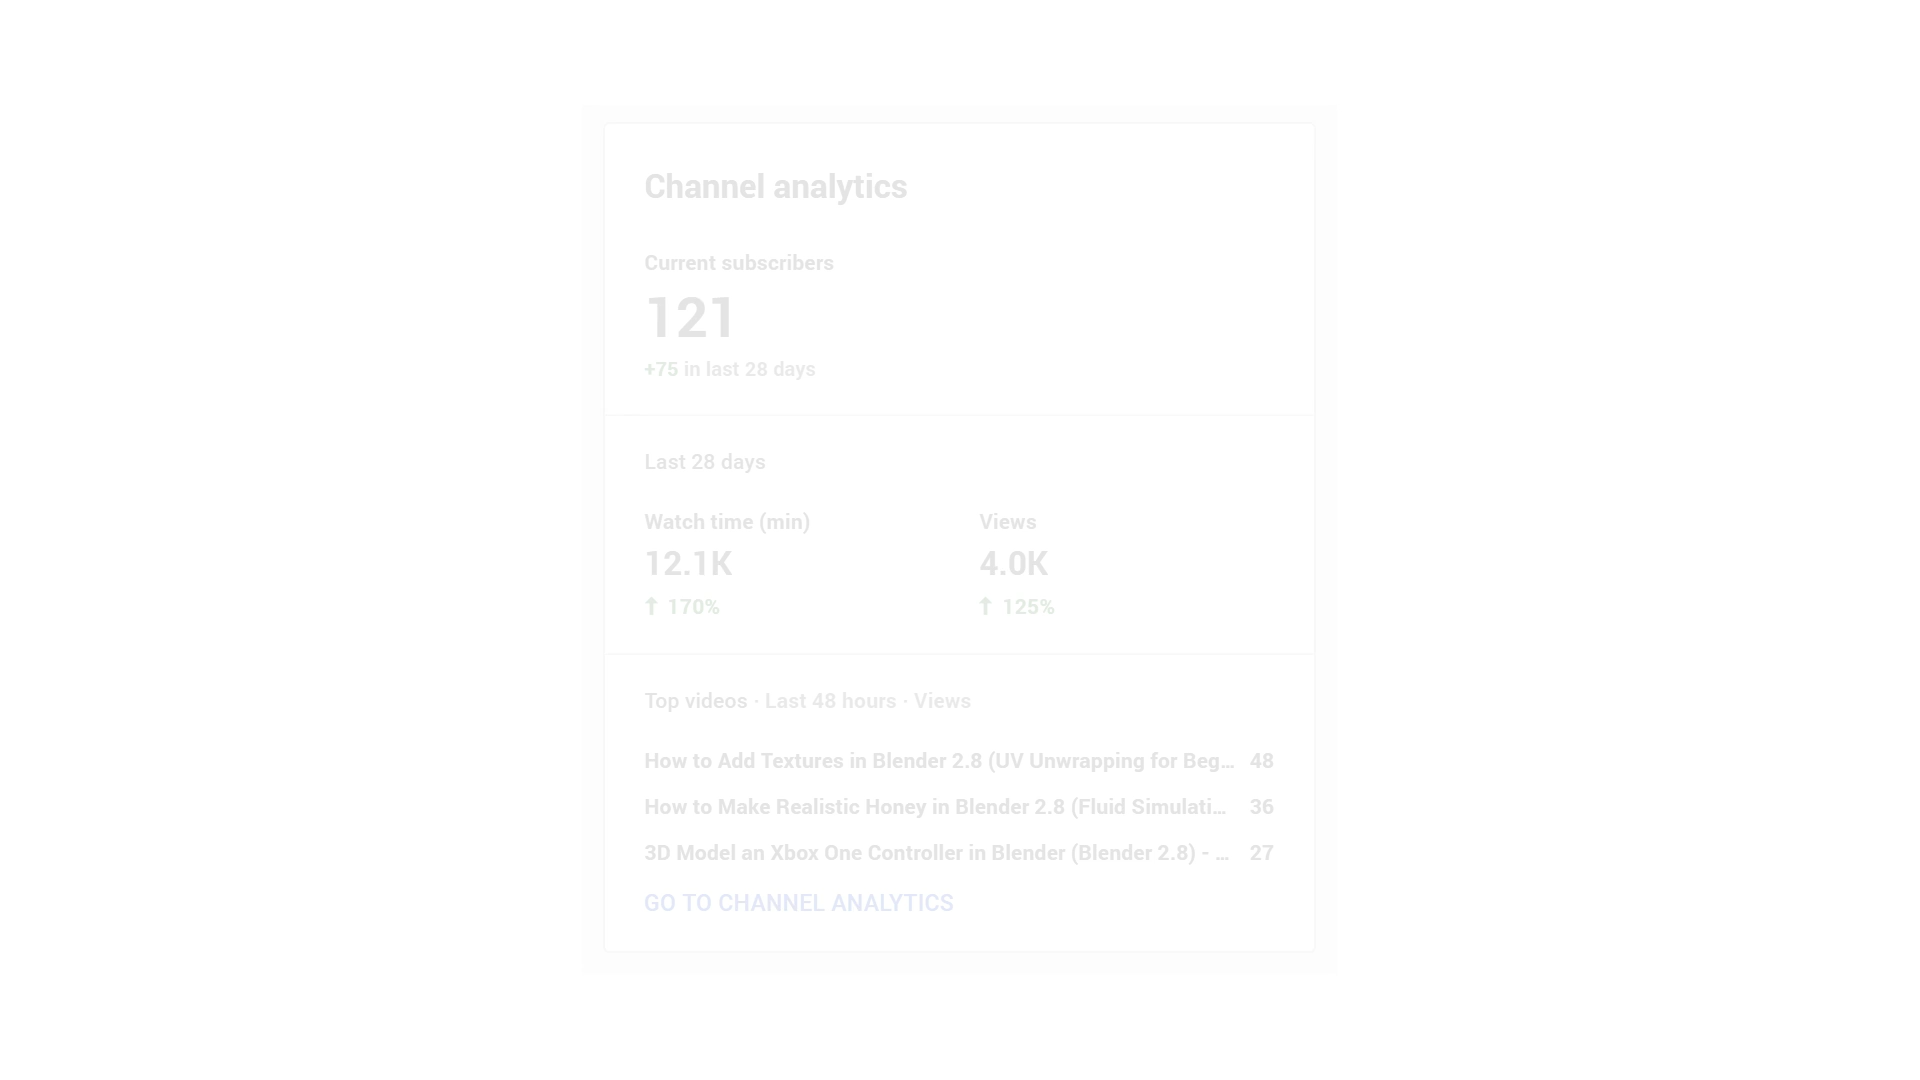 Channel analytics
Current subscribers
121
+75 in last 28 days
Last 28 days
Watch time (min) Views
12.1K 4.0K
↑ 170% ↑ 125%
Top videos · Last 48 hours · Views
How to Add Textures in Blender 2.8 (UV Unwrapping for Beg... 48
How to Make Realistic Honey in Blender 2.8 (Fluid Simulati... 36
3D Model an Xbox One Controller in Blender (Blender 2.8) - ... 27
GO TO CHANNEL ANALYTICS